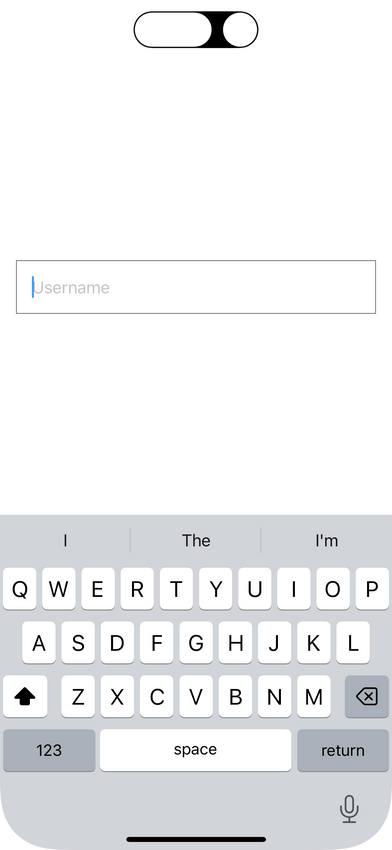 Username
I The I'm
Q W E R T Y U I O P
A S D F G H J K L
Z X C V B N M
123 space return